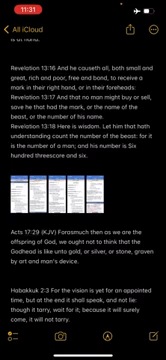 11:31
All iCloud
Revelation 13:16 And he causeth all, both small and
great, rich and poor, free and bond, to receive a
mark in their right hand, or in their foreheads:
Revelation 13:17 And that no man might buy or sell,
save he that had the mark, or the name of the
beast, or the number of his name.
Revelation 13:18 Here is wisdom. Let him that hath
understanding count the number of the beast: for it
is the number of a man; and his number is Six
hundred threescore and six.
Acts 17:29 (KJV) Forasmuch then as we are the
offspring of God, we ought not to think that the
Godhead is like unto gold, or silver, or stone, graven
by art and man's device.
Habakkuk 2:3 For the vision is yet for an appointed
time, but at the end it shall speak, and not lie:
though it tarry, wait for it; because it will surely
come, it will not tarry.